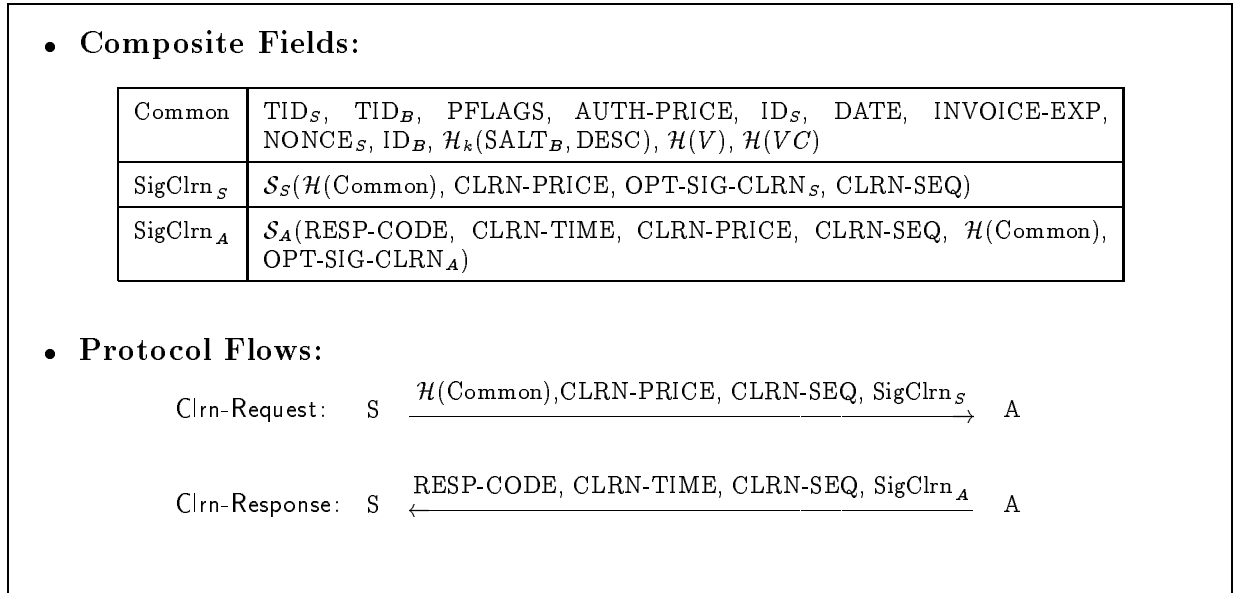 • Composite Fields:
Common TID_S, TID_B, PFLAGS, AUTH-PRICE, ID_S, DATE, INVOICE-EXP,
NONCE_S, ID_B, ℋ_k(SALT_B, DESC), ℋ(V), ℋ(VC)
SigClrn_S 𝒮_S(ℋ(Common), CLRN-PRICE, OPT-SIG-CLRN_S, CLRN-SEQ)
SigClrn_A 𝒮_A(RESP-CODE, CLRN-TIME, CLRN-PRICE, CLRN-SEQ, ℋ(Common),
OPT-SIG-CLRN_A)
• Protocol Flows:
ℋ(Common),CLRN-PRICE, CLRN-SEQ, SigClrn_S
Clrn-Request: S → A
RESP-CODE, CLRN-TIME, CLRN-SEQ, SigClrn_A
Clrn-Response: S ← A